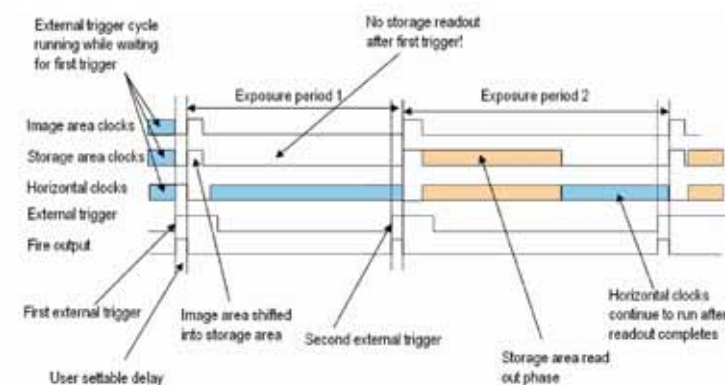 External trigger cycle
running while waiting
for first trigger
No storage readout
after first trigger!
Exposure period 1
Exposure period 2
Image area clocks
Storage area clocks
Horizontal clocks
External trigger
Fire output
First external trigger
Image area shifted
into storage area
Second external trigger
Horizontal clocks
continue to run after
readout completes
Storage area read
out phase
User settable delay